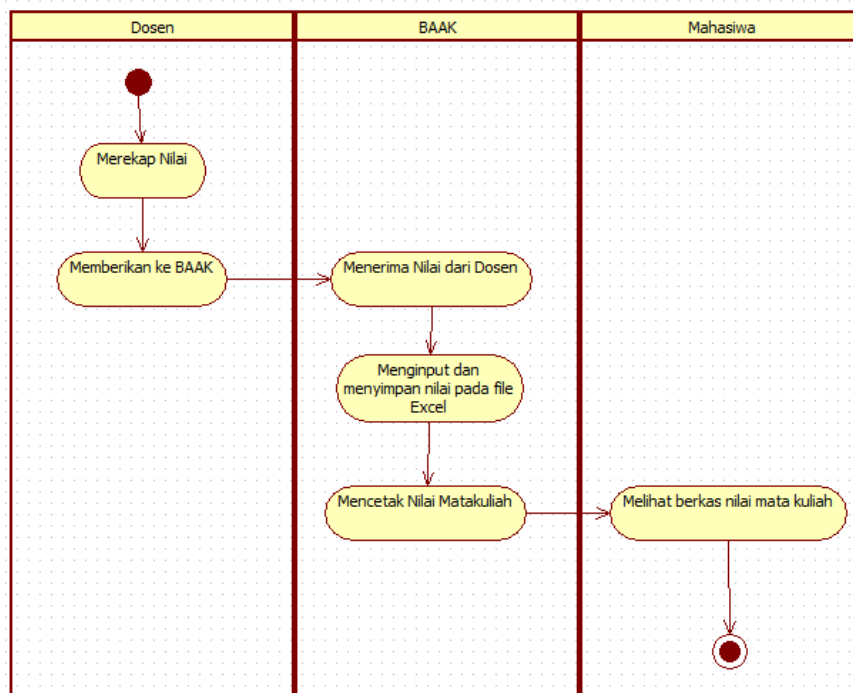 Dosen
BAAK
Mahasiwa
Merekap Nilai
Memberikan ke BAAK
Menerima Nilai dari Dosen
Menginput dan
menyimpan nilai pada file
Excel
Mencetak Nilai Matakuliah
Melihat berkas nilai mata kuliah